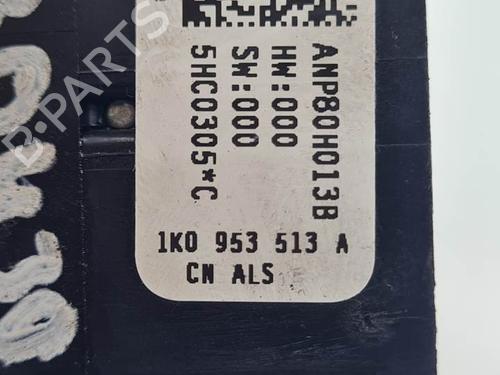 ANP80H013B
HW:000
SW:000
5HC0305*C
1K0 953 513 A
CN ALS
B-PARTS